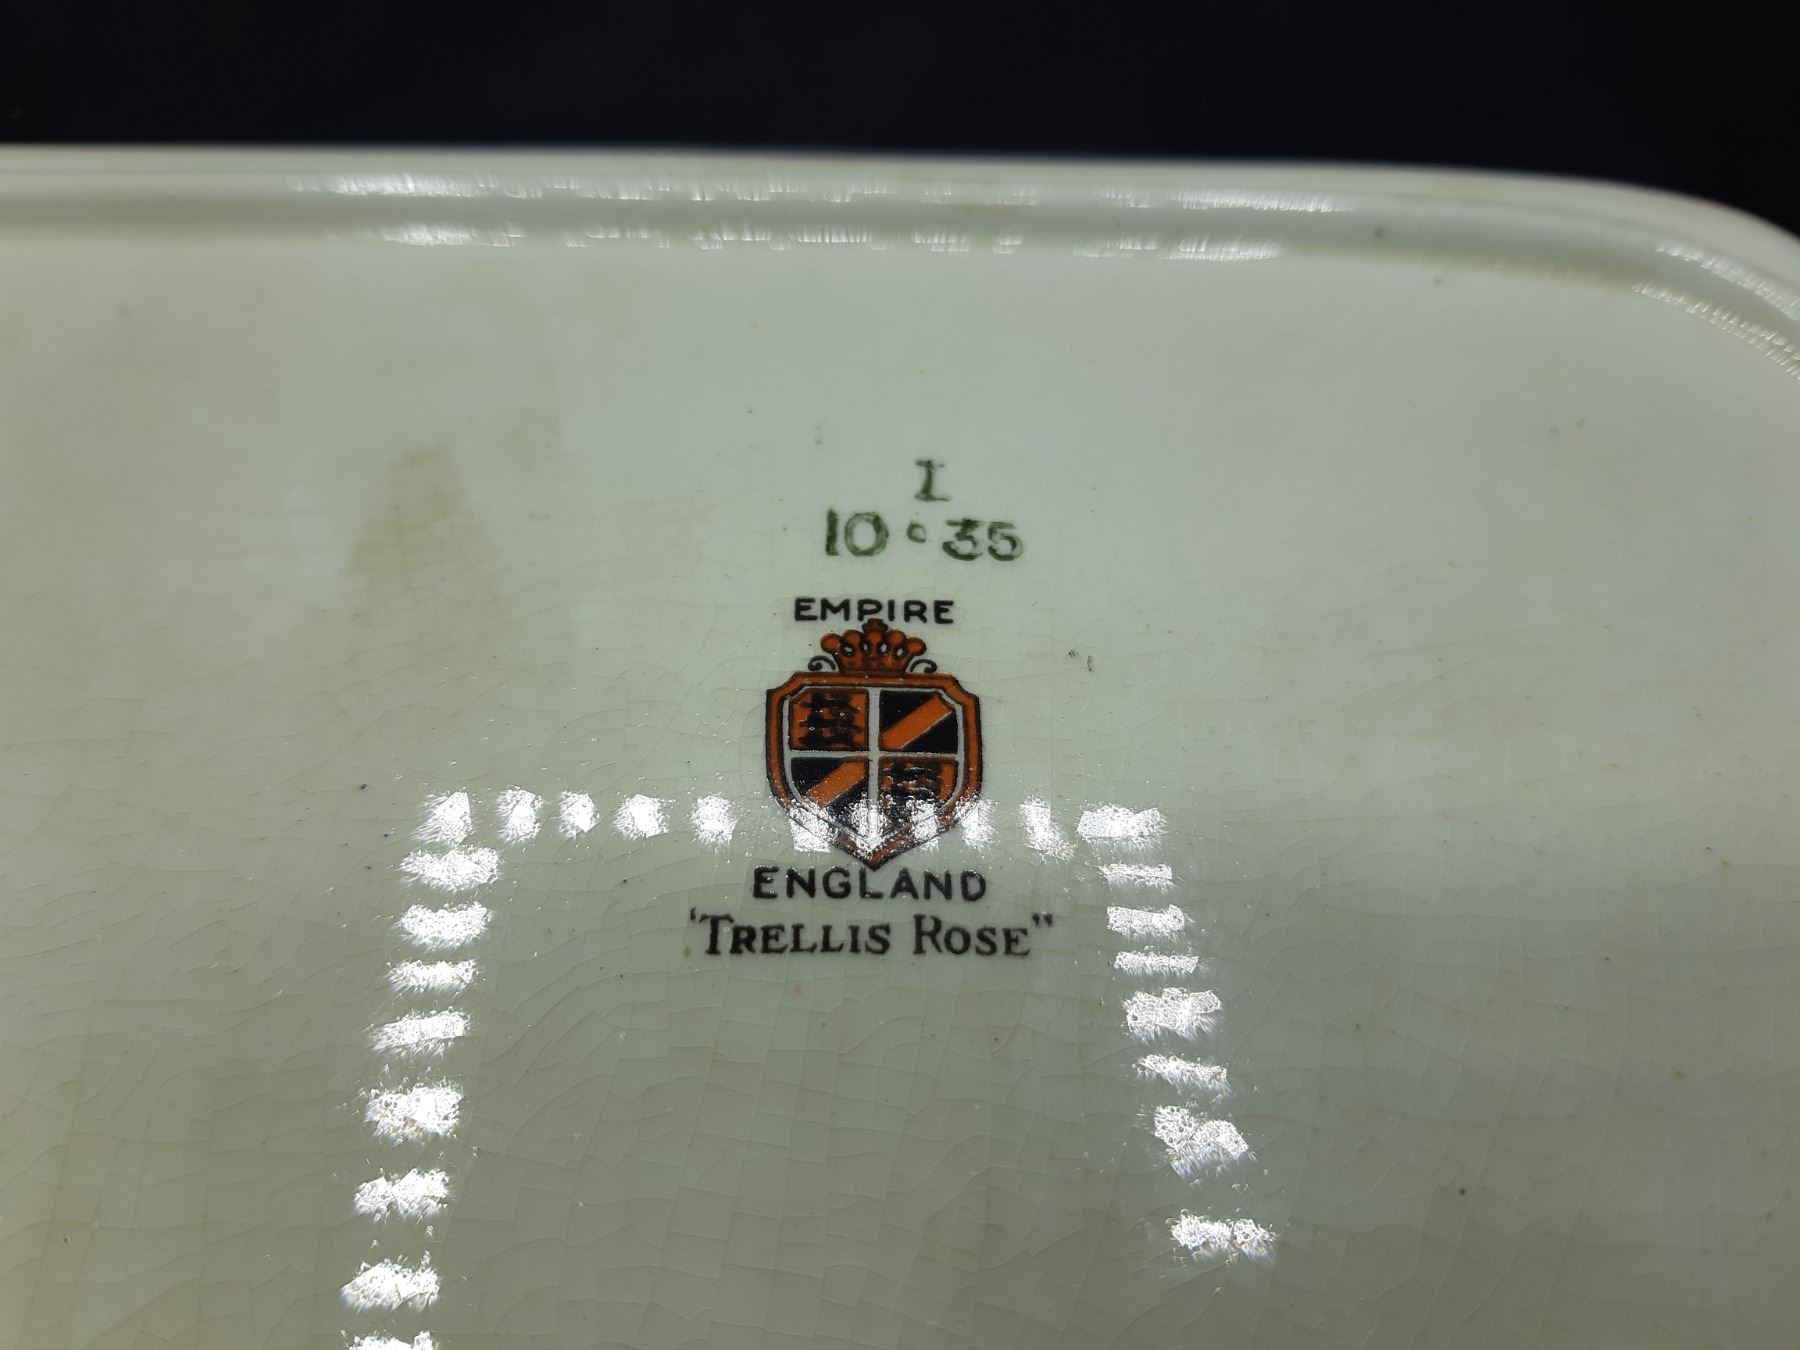 I
10·35
EMPIRE
ENGLAND
'TRELLIS ROSE"